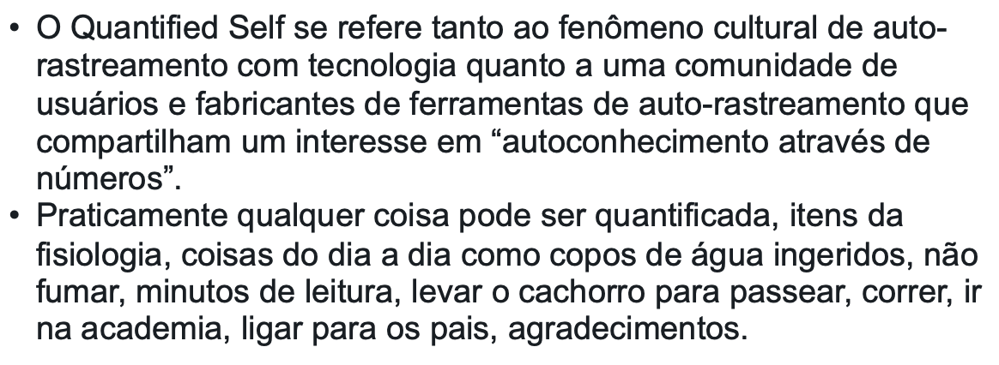 • O Quantified Self se refere tanto ao fenômeno cultural de auto-
rastreamento com tecnologia quanto a uma comunidade de
usuários e fabricantes de ferramentas de auto-rastreamento que
compartilham um interesse em “autoconhecimento através de
números”.
• Praticamente qualquer coisa pode ser quantificada, itens da
fisiologia, coisas do dia a dia como copos de água ingeridos, não
fumar, minutos de leitura, levar o cachorro para passear, correr, ir
na academia, ligar para os pais, agradecimentos.